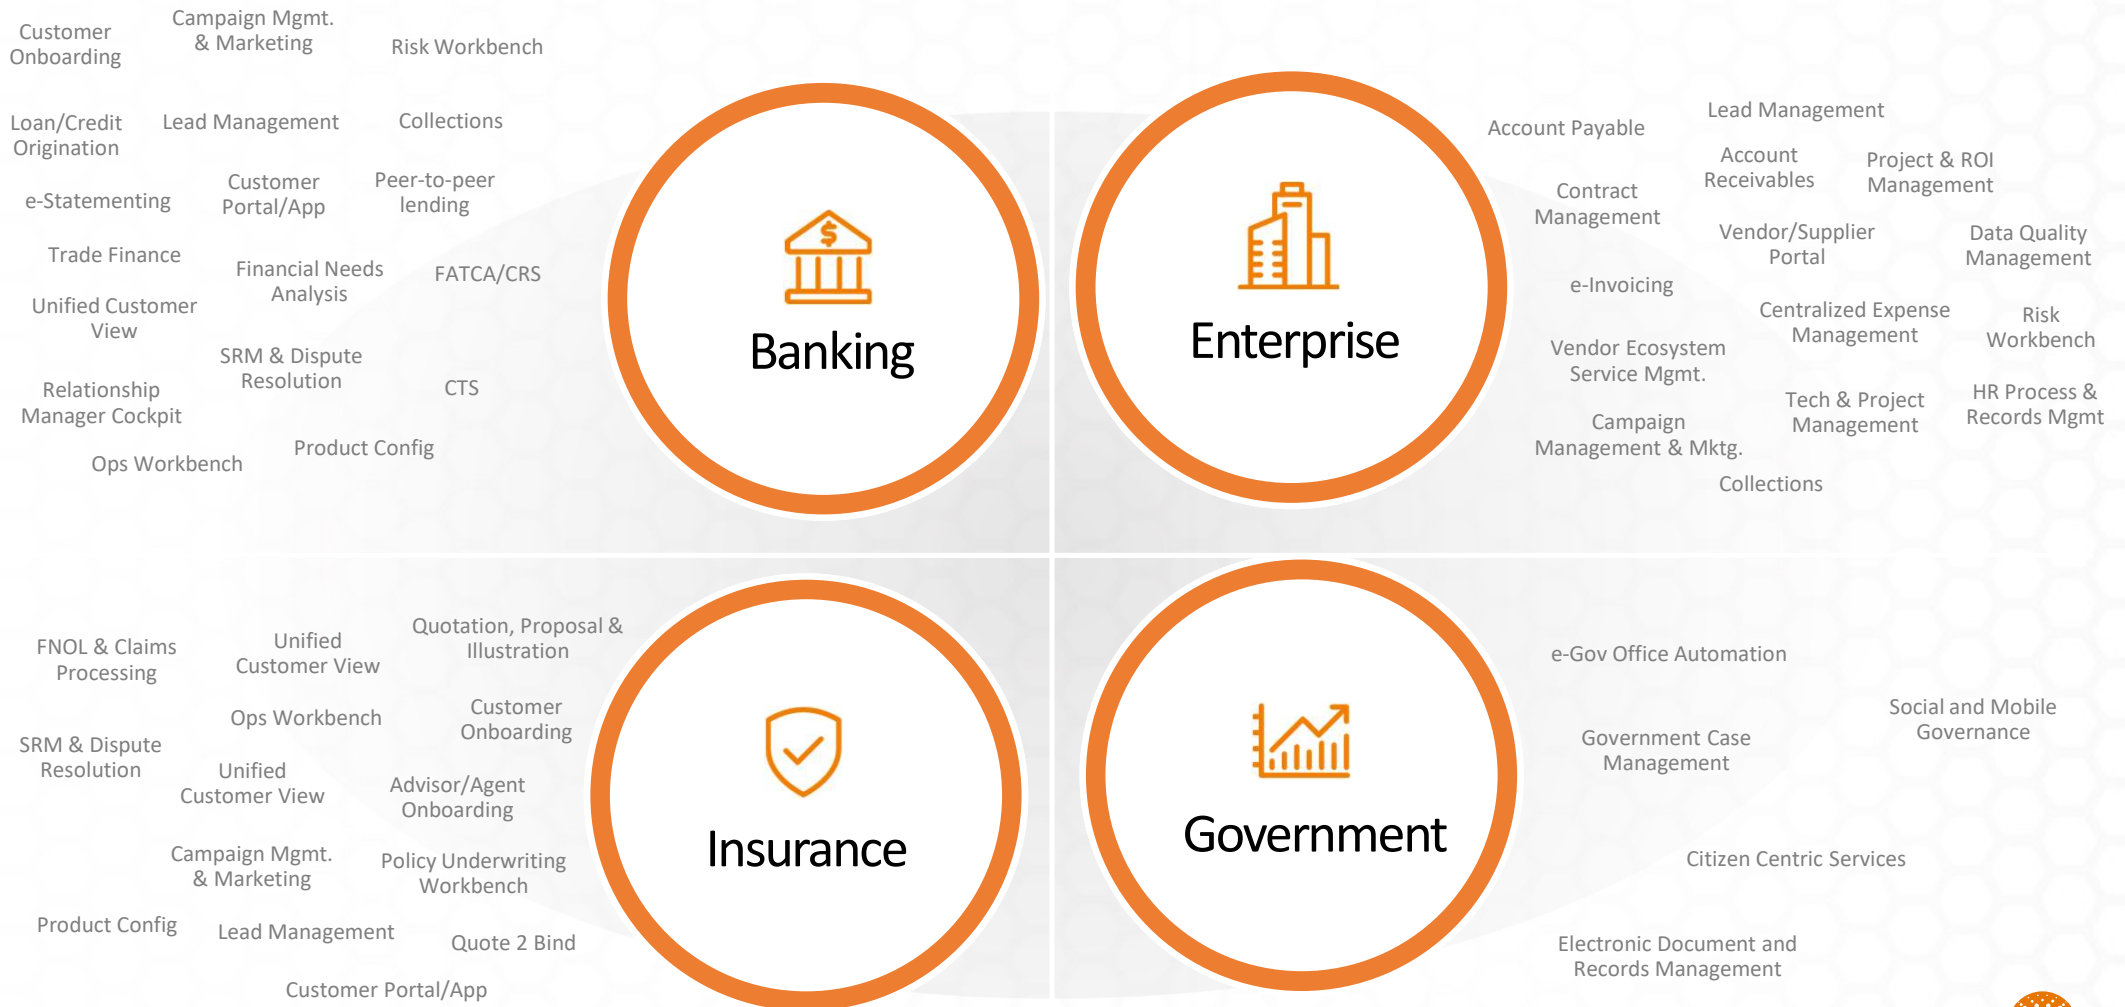 Customer
Onboarding
Campaign Mgmt.
& Marketing
Risk Workbench
Loan/Credit
Origination
Lead Management
Collections
e-Statementing
Customer
Portal/App
Peer-to-peer
lending
Trade Finance
Financial Needs
Analysis
FATCA/CRS
Unified Customer
View
SRM & Dispute
Resolution
CTS
Relationship
Manager Cockpit
Ops Workbench
Product Config
$
Banking
Enterprise
Account Payable
Lead Management
Account
Receivables
Project & ROI
Management
Contract
Management
Vendor/Supplier
Portal
Data Quality
Management
e-Invoicing
Centralized Expense
Management
Risk
Workbench
Vendor Ecosystem
Service Mgmt.
Tech & Project
Management
HR Process &
Records Mgmt
Campaign
Management & Mktg.
Collections
FNOL & Claims
Processing
Unified
Customer View
Quotation, Proposal &
Illustration
Ops Workbench
Customer
Onboarding
SRM & Dispute
Resolution
Unified
Customer View
Advisor/Agent
Onboarding
Campaign Mgmt.
& Marketing
Policy Underwriting
Workbench
Product Config
Lead Management
Quote 2 Bind
Customer Portal/App
Insurance
Government
e-Gov Office Automation
Social and Mobile
Governance
Government Case
Management
Citizen Centric Services
Electronic Document and
Records Management